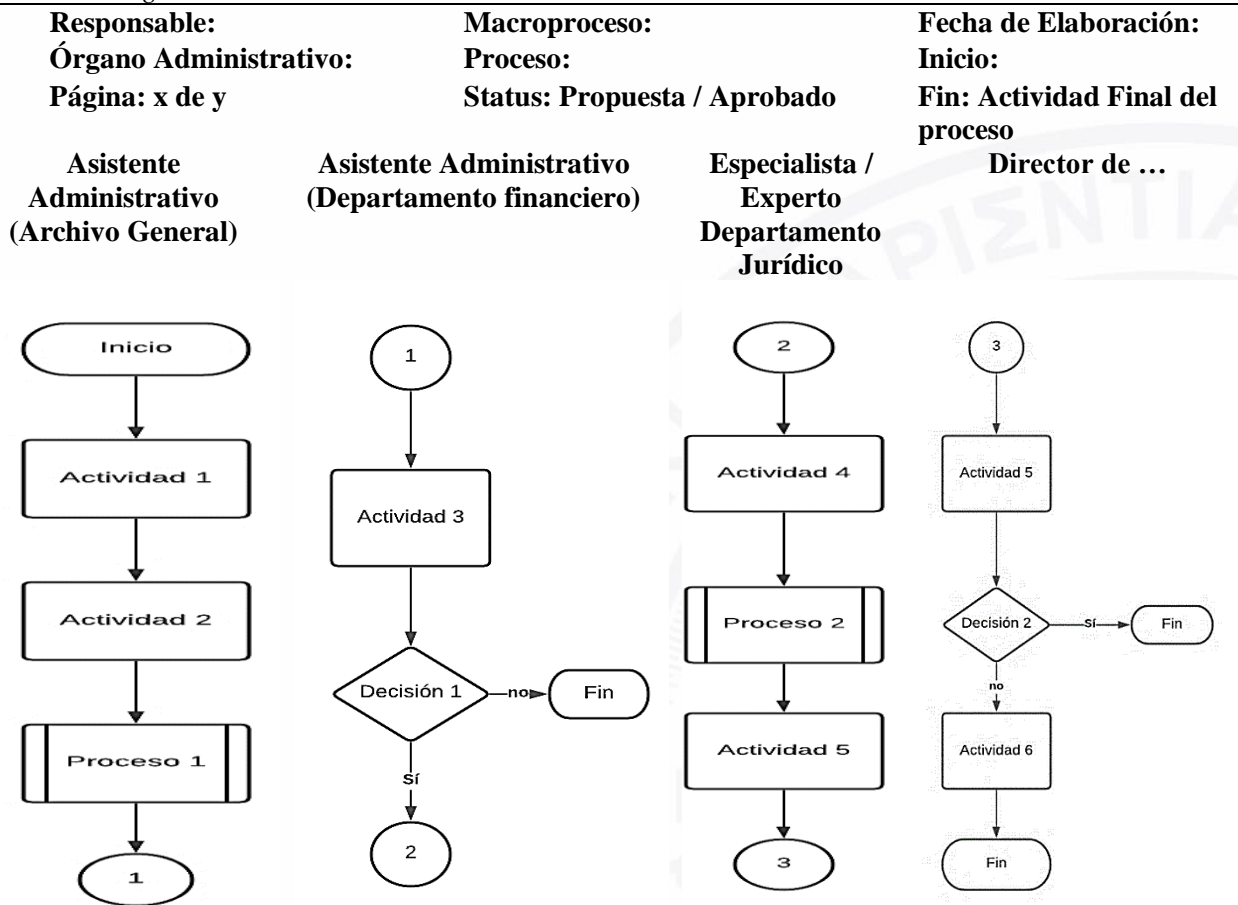 Responsable:
Macroproceso:
Fecha de Elaboración:
Órgano Administrativo:
Proceso:
Inicio:
Página: x de y
Status: Propuesta / Aprobado
Fin: Actividad Final del
proceso
Asistente
Administrativo
(Archivo General)
Asistente Administrativo
(Departamento financiero)
Especialista /
Experto
Departamento
Jurídico
Director de …
Inicio
Actividad 1
Actividad 2
Proceso 1
1
1
Actividad 3
Decisión 1
no
Fin
Sí
2
2
Actividad 4
Proceso 2
Actividad 5
3
3
Actividad 5
Decisión 2
Sí
Fin
no
Actividad 6
Fin